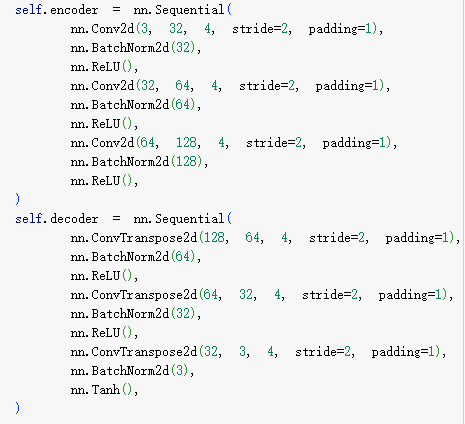 self.encoder = nn.Sequential(
nn.Conv2d(3, 32, 4, stride=2, padding=1),
nn.BatchNorm2d(32),
nn.ReLU(),
nn.Conv2d(32, 64, 4, stride=2, padding=1),
nn.BatchNorm2d(64),
nn.ReLU(),
nn.Conv2d(64, 128, 4, stride=2, padding=1),
nn.BatchNorm2d(128),
nn.ReLU(),
)
self.decoder = nn.Sequential(
nn.ConvTranspose2d(128, 64, 4, stride=2, padding=1),
nn.BatchNorm2d(64),
nn.ReLU(),
nn.ConvTranspose2d(64, 32, 4, stride=2, padding=1),
nn.BatchNorm2d(32),
nn.ReLU(),
nn.ConvTranspose2d(32, 3, 4, stride=2, padding=1),
nn.BatchNorm2d(3),
nn.Tanh(),
)